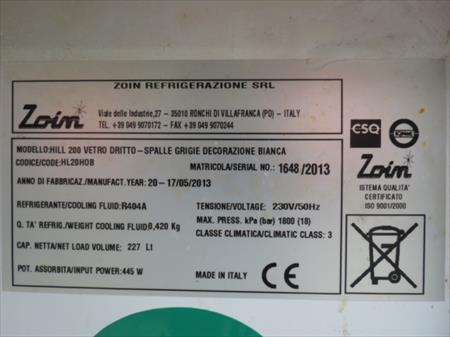 ZOIN REFRIGERAZIONE SRL
Zoin
Viale delle Industrie,27 - 35010 RONCHI DI VILLAFRANCA (PD) - ITALY
TEL. +39 049 9070172 - FAX +39 049 9070244
MODELLO:HILL 200 VETRO DRITTO-SPALLE GRIGIE DECORAZIONE BIANCA
CODICE/CODE:HL20HOB
MATRICOLA/SERIAL NO.: 1648/2013
ANNO DI FABBRICAZ./MANUFACT.YEAR: 20-17/05/2013
REFRIGERANTE/COOLING FLUID:R404A
TENSIONE/VOLTAGE: 230V/50Hz
Q. TA' REFRIG./WEIGHT COOLING FLUID:0,420 Kg
MAX. PRESS. kPa (bar) 1800 (18)
CLASSE CLIMATICA/CLIMATIC CLASS: 3
CAP. NETTA/NET LOAD VOLUME: 227 Lt
POT. ASSORBITA/INPUT POWER:445 W
MADE IN ITALY
CE
CSQ
Zoin
ISTEMA QUALITA'
CERTIFICATO
ISO 9001/2000